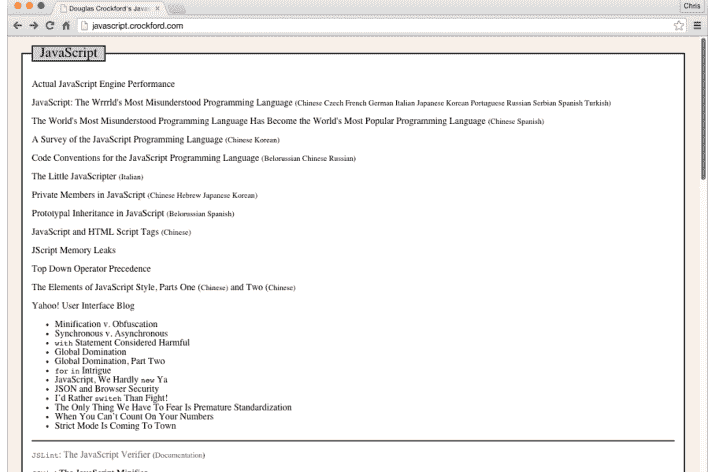 Douglas Crockford's Javas
Chris
javascript.crockford.com
JavaScript
Actual JavaScript Engine Performance
JavaScript: The Wrrrld's Most Misunderstood Programming Language (Chinese Czech French German Italian Japanese Korean Portuguese Russian Serbian Spanish Turkish)
The World's Most Misunderstood Programming Language Has Become the World's Most Popular Programming Language (Chinese Spanish)
A Survey of the JavaScript Programming Language (Chinese Korean)
Code Conventions for the JavaScript Programming Language (Belorussian Chinese Russian)
The Little JavaScripter (Italian)
Private Members in JavaScript (Chinese Hebrew Japanese Korean)
Prototypal Inheritance in JavaScript (Belorussian Spanish)
JavaScript and HTML Script Tags (Chinese)
JScript Memory Leaks
Top Down Operator Precedence
The Elements of JavaScript Style, Parts One (Chinese) and Two (Chinese)
Yahoo! User Interface Blog
• Minification v. Obfuscation
• Synchronous v. Asynchronous
• with Statement Considered Harmful
• Global Domination
• Global Domination, Part Two
• for in Intrigue
• JavaScript, We Hardly new Ya
• JSON and Browser Security
• I'd Rather switch Than Fight!
• The Only Thing We Have To Fear Is Premature Standardization
• When You Can't Count On Your Numbers
• Strict Mode Is Coming To Town
JSLint: The JavaScript Verifier (Documentation)
The JavaScript Minifier